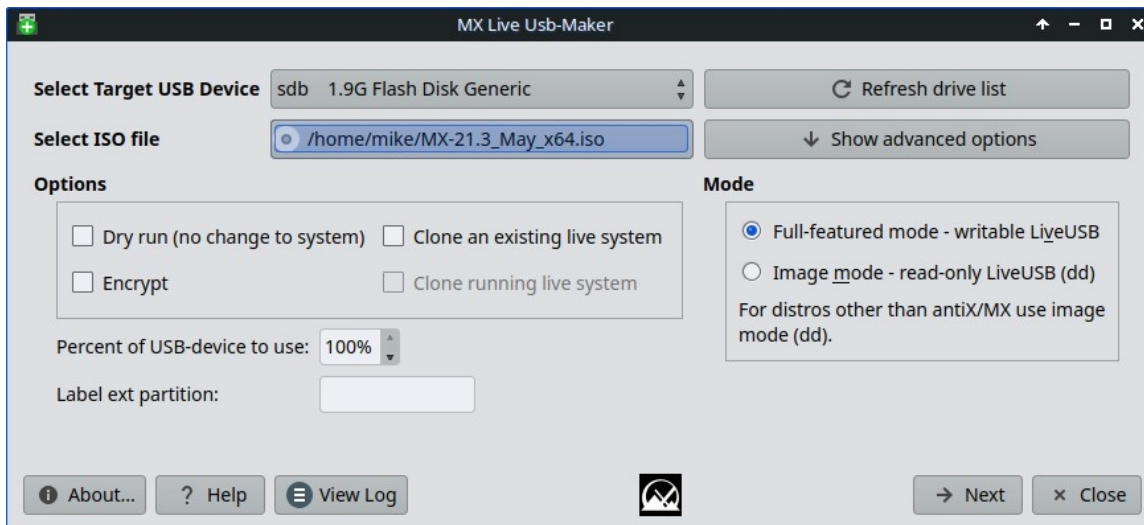 MX Live Usb-Maker
Select Target USB Device sdb 1.9G Flash Disk Generic Refresh drive list
Select ISO file /home/mike/MX-21.3_May_x64.iso Show advanced options
Options Mode
Dry run (no change to system) Clone an existing live system
Encrypt Clone running live system
Full-featured mode - writable LiveUSB
Image mode - read-only LiveUSB (dd)
For distros other than antiX/MX use image
mode (dd).
Percent of USB-device to use: 100%
Label ext partition:
About... ? Help View Log Next Close